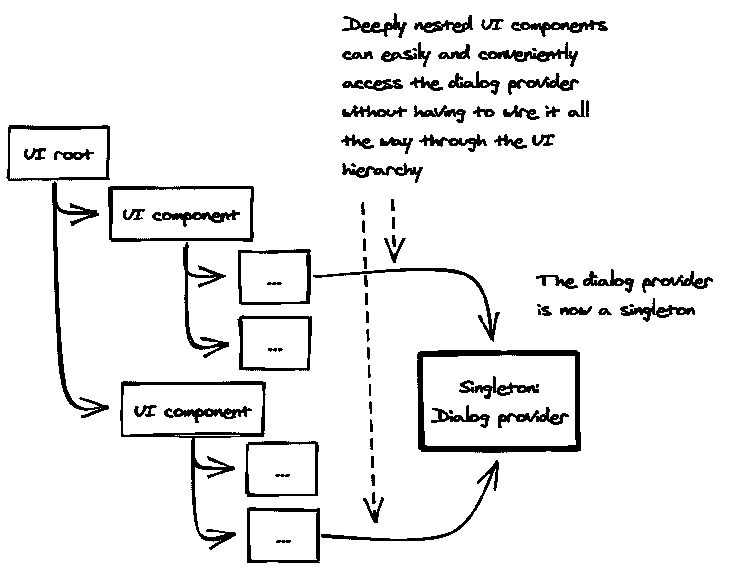 Deeply nested UI components
can easily and conveniently
access the dialog provider
without having to wire it all
the way through the UI
hierarchy
UI root
UI component
...
The dialog provider
is now a singleton
...
Singleton:
Dialog provider
UI component
...
...